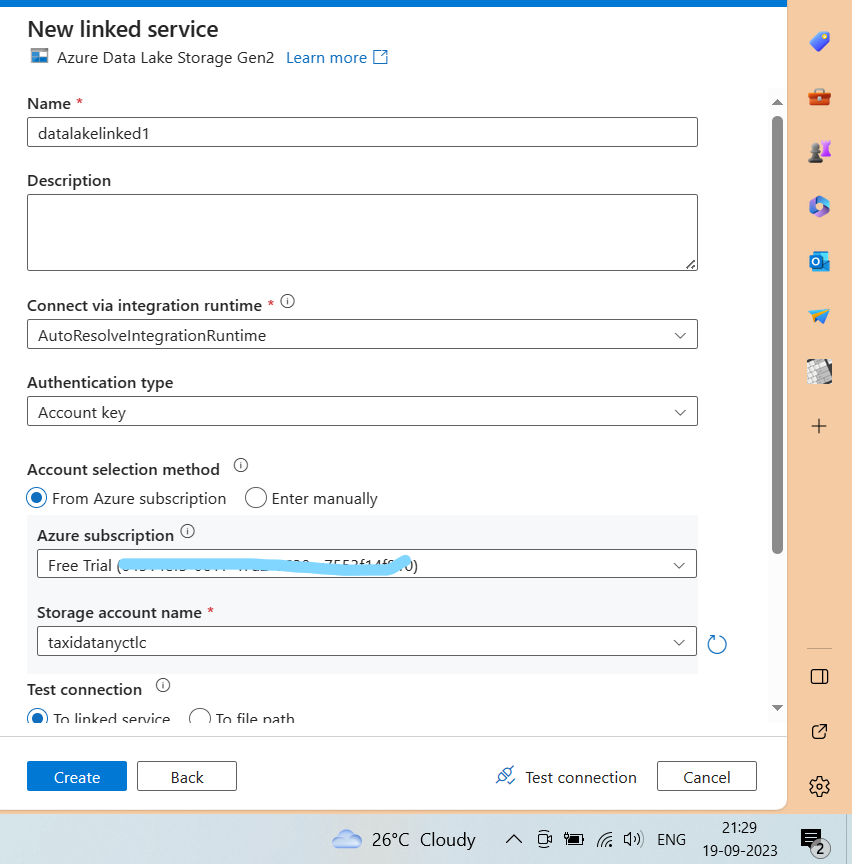 New linked service
Azure Data Lake Storage Gen2 Learn more
Name *
datalakelinked1
Description
Connect via integration runtime *
AutoResolveIntegrationRuntime
Authentication type
Account key
Account selection method
From Azure subscription Enter manually
Azure subscription
Free Trial (
Storage account name *
taxidatanyctlc
Test connection
To linked service To file path
Create Back Test connection Cancel
26°C Cloudy ENG 21:29
19-09-2023 2